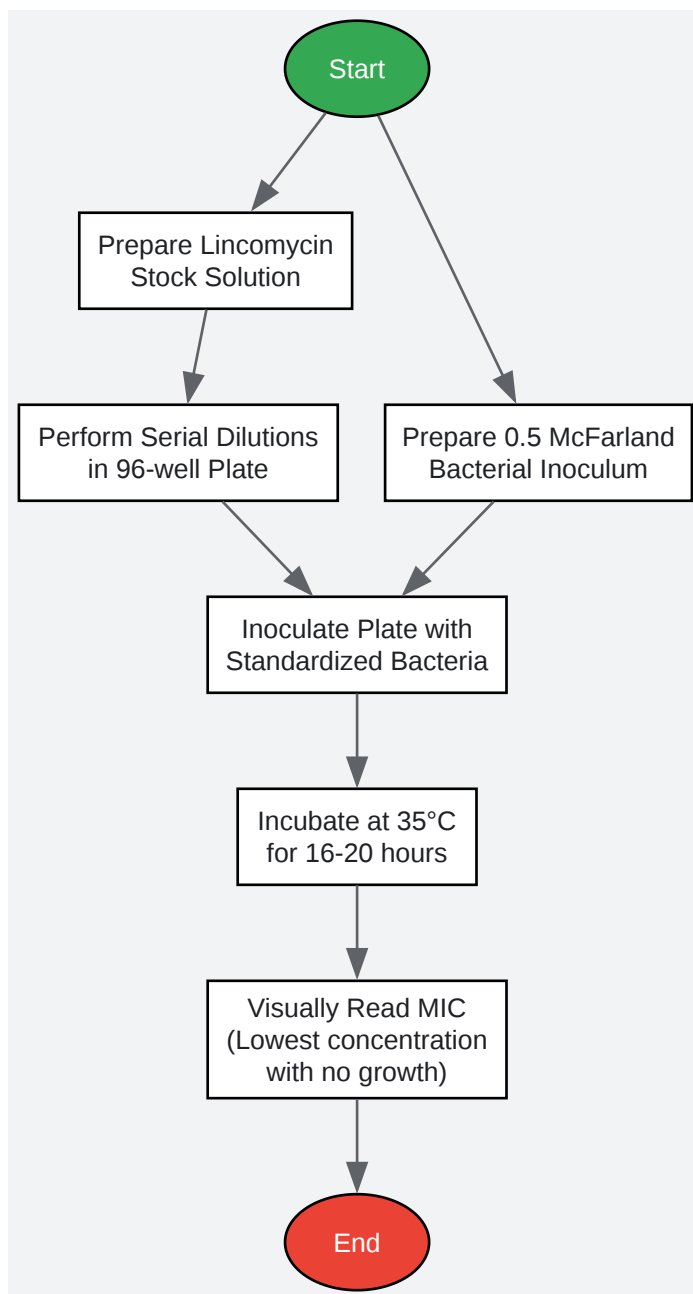 Start
Prepare Lincomycin
Stock Solution
Perform Serial Dilutions
in 96-well Plate
Prepare 0.5 McFarland
Bacterial Inoculum
Inoculate Plate with
Standardized Bacteria
Incubate at 35°C
for 16-20 hours
Visually Read MIC
(Lowest concentration
with no growth)
End